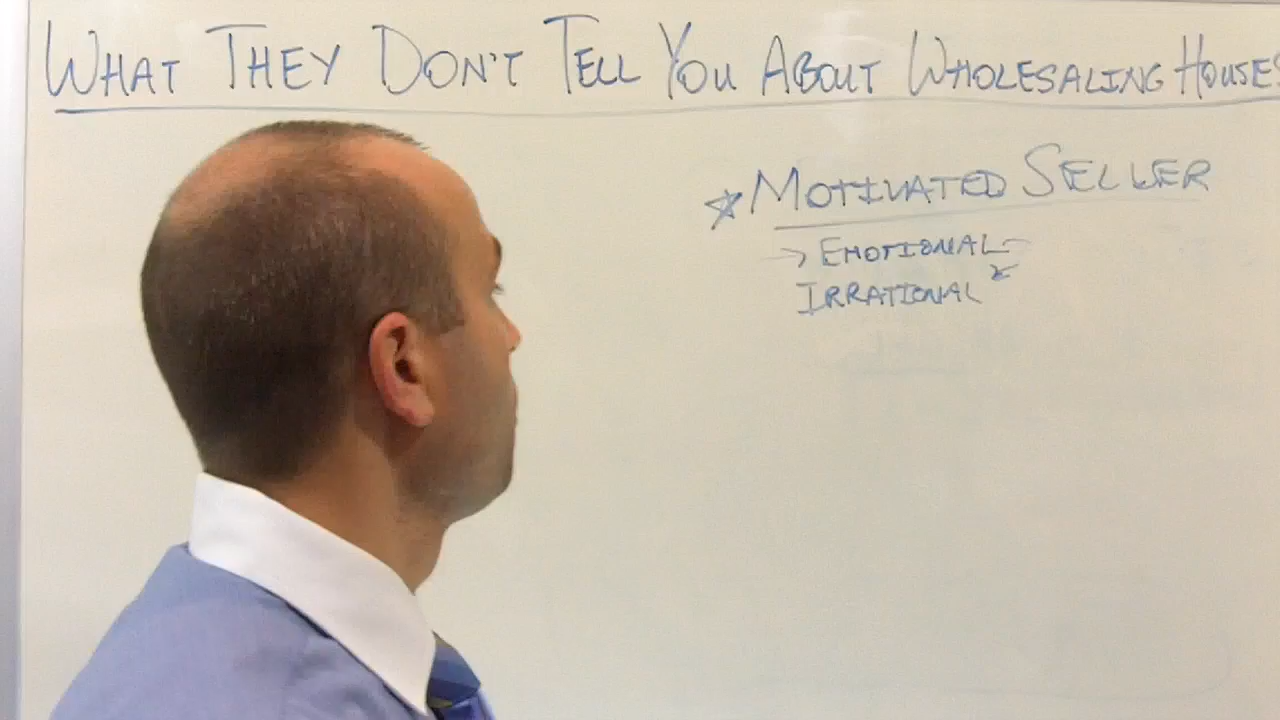 WHAT THEY DON'T TELL YOU ABOUT WHOLESALING HOUSES
☆ MOTIVATED SELLER
→ EMOTIONAL
IRRATIONAL